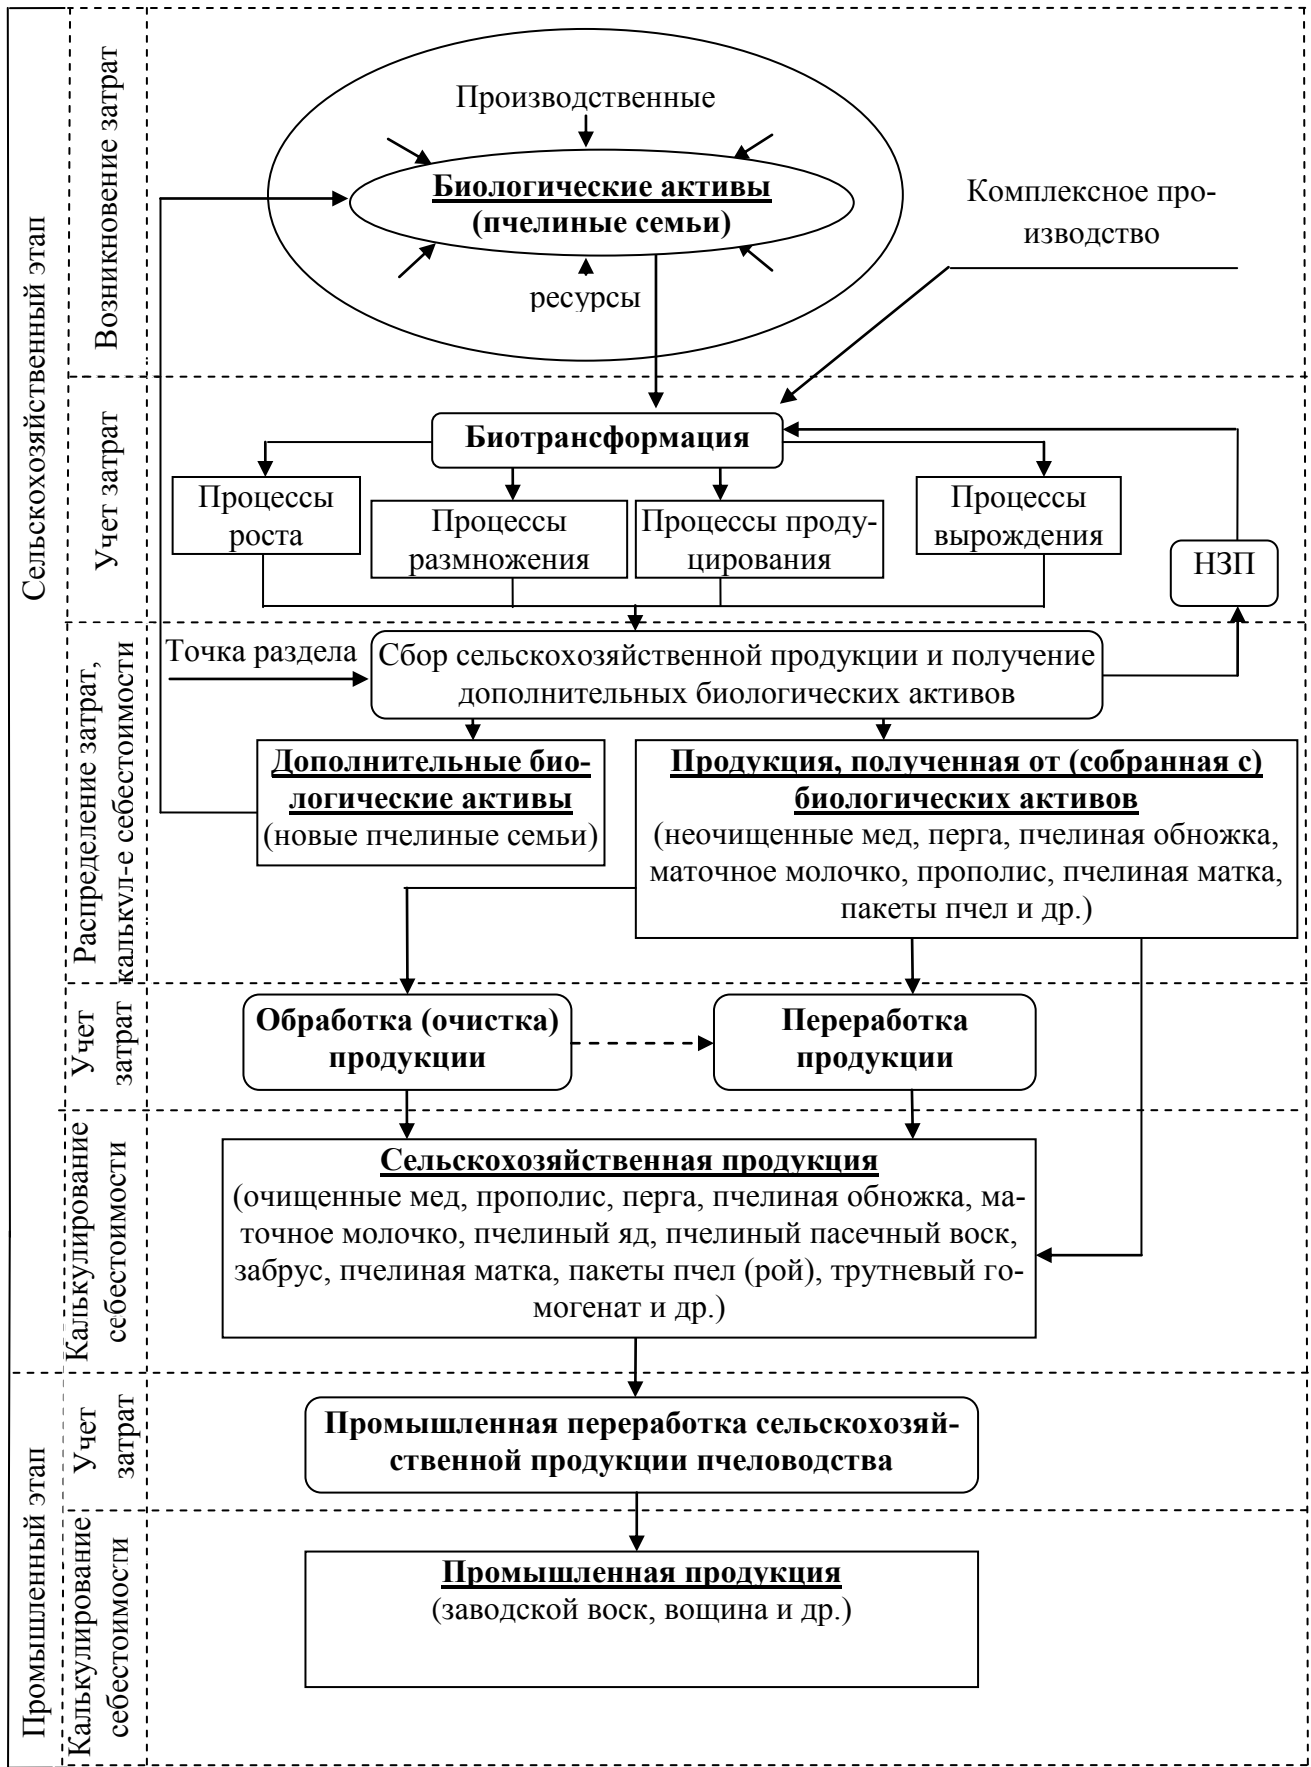 Сельскохозяйственный этап
Возникновение затрат
Производственные
Биологические активы
(пчелиные семьи)
ресурсы
Комплексное про-
изводство
Учет затрат
Биотрансформация
Процессы
роста
Процессы
размножения
Процессы проду-
цирования
Процессы
вырождения
НЗП
Распределение затрат,
калькул-е себестоимости
Точка раздела
Сбор сельскохозяйственной продукции и получение
дополнительных биологических активов
Дополнительные био-
логические активы
(новые пчелиные семьи)
Продукция, полученная от (собранная с)
биологических активов
(неочищенные мед, перга, пчелиная обножка,
маточное молочко, прополис, пчелиная матка,
пакеты пчел и др.)
Учет
затрат
Обработка (очистка)
продукции
Переработка
продукции
Калькулирование
себестоимости
Сельскохозяйственная продукция
(очищенные мед, прополис, перга, пчелиная обножка, ма-
точное молочко, пчелиный яд, пчелиный пасечный воск,
забрус, пчелиная матка, пакеты пчел (рой), трутневый го-
могенат и др.)
Промышленный этап
Учет
затрат
Промышленная переработка сельскохозяй-
ственной продукции пчеловодства
Калькулирование
себестоимости
Промышленная продукция
(заводской воск, вощина и др.)